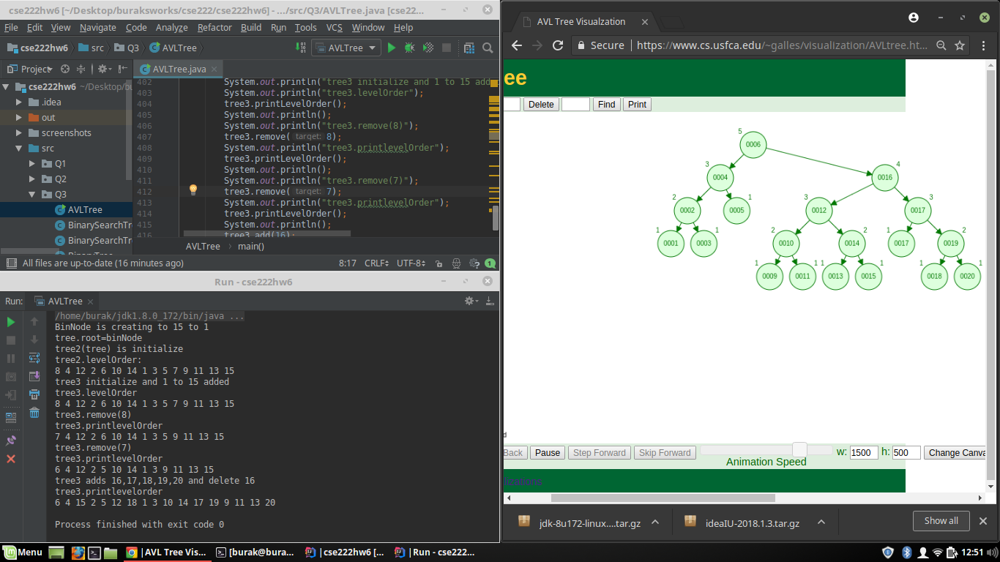 cse222hw6 [~/Desktop/buraksworks/cse222/cse222hw6] - .../src/Q3/AVLTree.java [cse22...
File Edit View Navigate Code Analyze Refactor Build Run Tools VCS Window Help
cse222hw6 src Q3 AVLTree AVLTree
Project AVLTree.java
cse222hw6 ~/Desktop/bu
.idea
out
screenshots
src
Q1
Q2
Q3
AVLTree
BinarySearchTr
BinarySearchTr
BinaryTree
402 System.out.println("tree3 initialize and 1 to 15 add
403 System.out.println("tree3.levelOrder");
404 tree3.printLevelOrder();
405 System.out.println();
406 System.out.println("tree3.remove(8)");
407 tree3.remove( target: 8);
408 System.out.println("tree3.printlevelOrder");
409 tree3.printLevelOrder();
410 System.out.println();
411 System.out.println("tree3.remove(7)");
412 tree3.remove( target: 7);
413 System.out.println("tree3.printlevelOrder");
414 tree3.printLevelOrder();
415 System.out.println();
416 tree3.add(16);
AVLTree main()
All files are up-to-date (16 minutes ago) 8:17 CRLF UTF-8 1
Run - cse222hw6
Run: AVLTree
/home/burak/jdk1.8.0_172/bin/java ...
BinNode is creating to 15 to 1
tree.root=binNode
tree2(tree) is initialize
tree2.levelOrder:
8 4 12 2 6 10 14 1 3 5 7 9 11 13 15
tree3 initialize and 1 to 15 added
tree3.levelOrder
8 4 12 2 6 10 14 1 3 5 7 9 11 13 15
tree3.remove(8)
tree3.printlevelOrder
7 4 12 2 6 10 14 1 3 5 9 11 13 15
tree3.remove(7)
tree3.printlevelOrder
6 4 12 2 5 10 14 1 3 9 11 13 15
tree3 adds 16,17,18,19,20 and delete 16
tree3.printlevelorder
6 4 15 2 5 12 18 1 3 10 14 17 19 9 11 13 20
Process finished with exit code 0
AVL Tree Visualzation
Secure https://www.cs.usfca.edu/~galles/visualization/AVLtree.ht...
ee
Delete Find Print
5 0006
3 0004 0016 4
2 0002 0005 1 3 0012 0017 3
1 0001 0003 1 2 0010 0014 2 1 0017 0019 2
1 0009 0011 1 1 0013 0015 1 1 0018 0020 1
d
Back Pause Step Forward Skip Forward w: 1500 h: 500 Change Canva
Animation Speed
lizations
jdk-8u172-linux....tar.gz ideaIU-2018.1.3.tar.gz Show all
Menu AVL Tree Vis... [burak@bura... cse222hw6 [... Run - cse222... 12:51